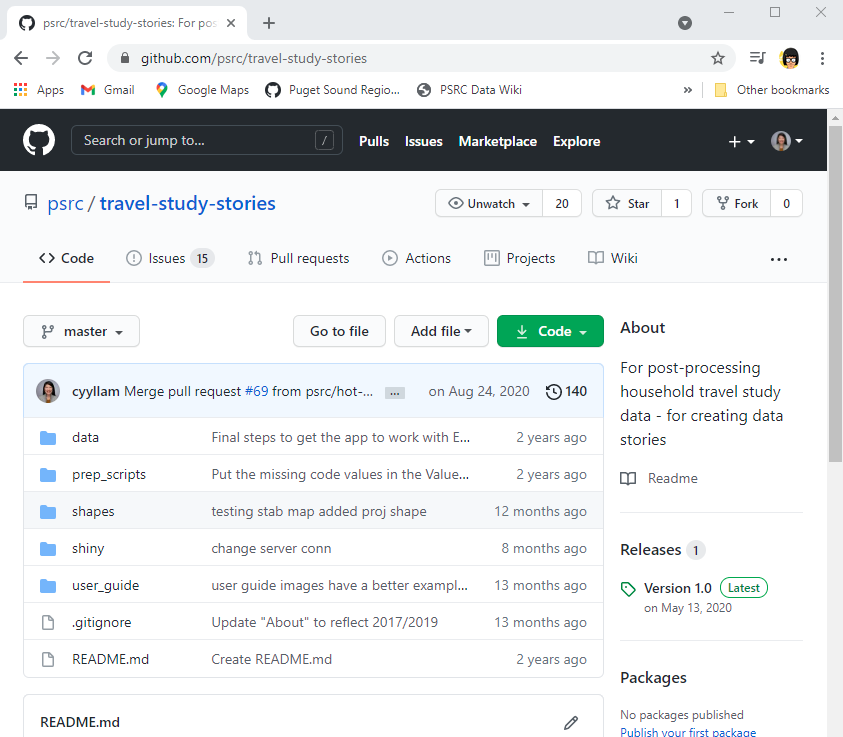 psrc/travel-study-stories: For pos
github.com/psrc/travel-study-stories
Apps Gmail Google Maps Puget Sound Regio... PSRC Data Wiki » Other bookmarks
Search or jump to... / Pulls Issues Marketplace Explore
psrc / travel-study-stories Unwatch 20 Star 1 Fork 0
Code Issues 15 Pull requests Actions Projects Wiki ...
master Go to file Add file Code
cyyllam Merge pull request #69 from psrc/hot-... ... on Aug 24, 2020 140
data Final steps to get the app to work with E... 2 years ago
prep_scripts Put the missing code values in the Value... 2 years ago
shapes testing stab map added proj shape 12 months ago
shiny change server conn 8 months ago
user_guide user guide images have a better exampl... 13 months ago
.gitignore Update "About" to reflect 2017/2019 13 months ago
README.md Create README.md 2 years ago
README.md
About
For post-processing
household travel study
data - for creating data
stories
Readme
Releases 1
Version 1.0 Latest
on May 13, 2020
Packages
No packages published
Publish your first package